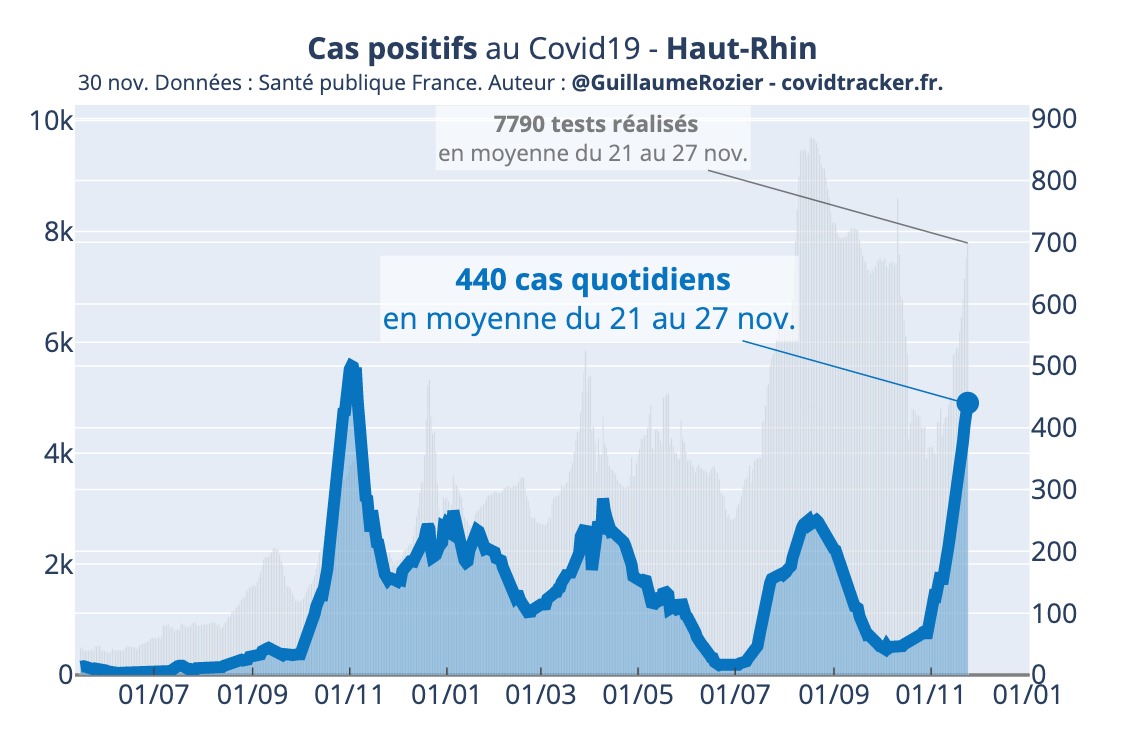 Cas positifs au Covid19 - Haut-Rhin
30 nov. Données : Santé publique France. Auteur : @GuillaumeRozier - covidtracker.fr.
7790 tests réalisés
en moyenne du 21 au 27 nov.
440 cas quotidiens
en moyenne du 21 au 27 nov.
10k
8k
6k
4k
2k
0
900
800
700
600
500
400
300
200
100
0
01/07 01/09 01/11 01/01 01/03 01/05 01/07 01/09 01/11 01/01